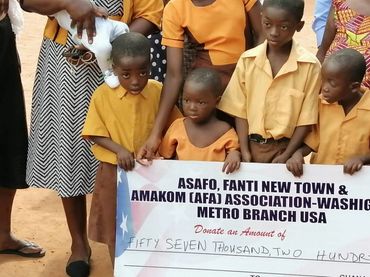 ASAFO, FANTI NEW TOWN &
AMAKOM (AFA) ASSOCIATION-WASHIG
METRO BRANCH USA
Donate an Amount of
FIFTY SEVEN THOUSAND, TWO HUNDR